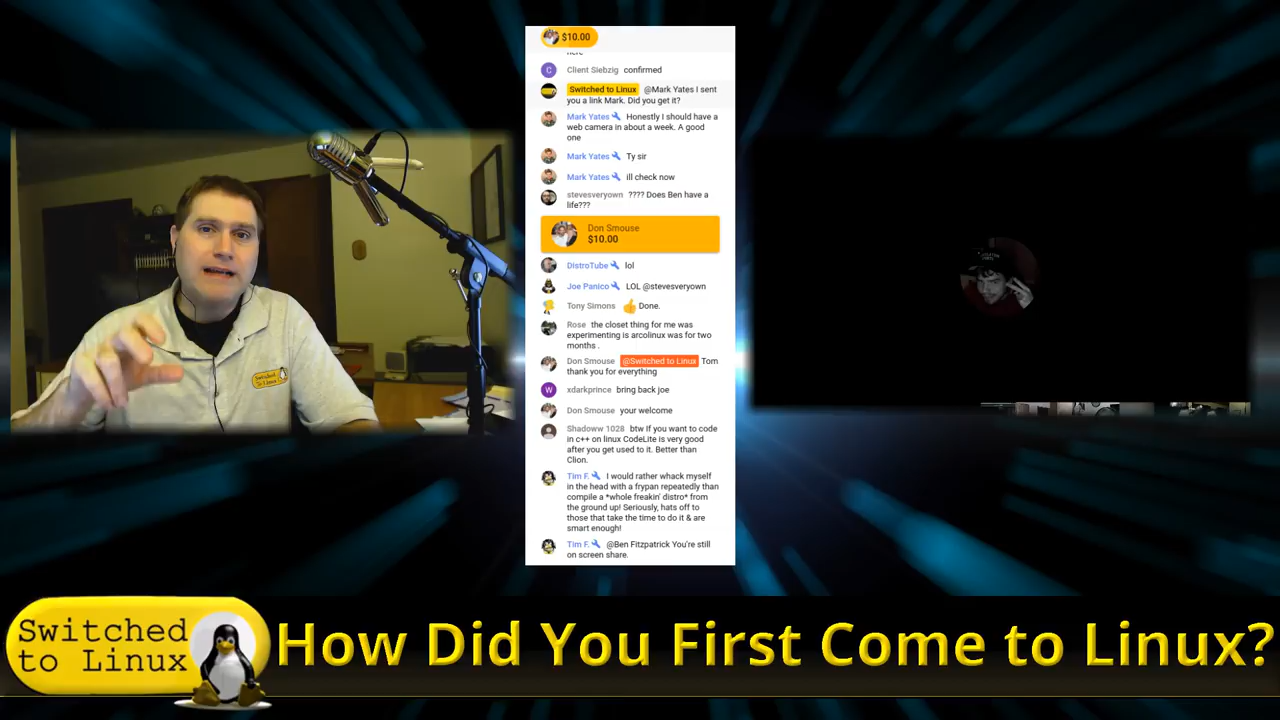 $10.00
Client Siebzig confirmed
Switched to Linux @Mark Yates I sent
you a link Mark. Did you get it?
Mark Yates Honestly I should have a
web camera in about a week. A good
one
Mark Yates Ty sir
Mark Yates ill check now
stevesveryown ???? Does Ben have a
life???
Don Smouse
$10.00
DistroTube lol
Joe Panico LOL @stevesveryown
Tony Simons 👍 Done.
Rose the closet thing for me was
experimenting is arcolinux was for two
months .
Don Smouse @Switched to Linux Tom
thank you for everything
xdarkprince bring back joe
Don Smouse your welcome
Shadoww 1028 btw If you want to code
in c++ on linux CodeLite is very good
after you get used to it. Better than
Clion.
Tim F. I would rather whack myself
in the head with a frypan repeatedly than
compile a *whole freakin' distro* from
the ground up! Seriously, hats off to
those that take the time to do it & are
smart enough!
Tim F. @Ben Fitzpatrick You're still
on screen share.
Switched
to Linux
How Did You First Come to Linux?